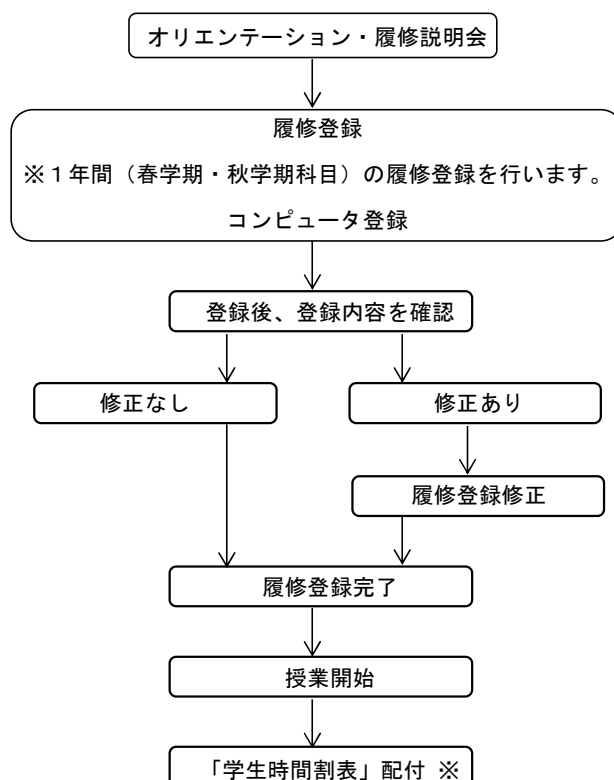 オリエンテーション・履修説明会
履修登録
※１年間（春学期・秋学期科目）の履修登録を行います。
コンピュータ登録
登録後、登録内容を確認
修正なし
修正あり
履修登録修正
履修登録完了
授業開始
「学生時間割表」配付 ※